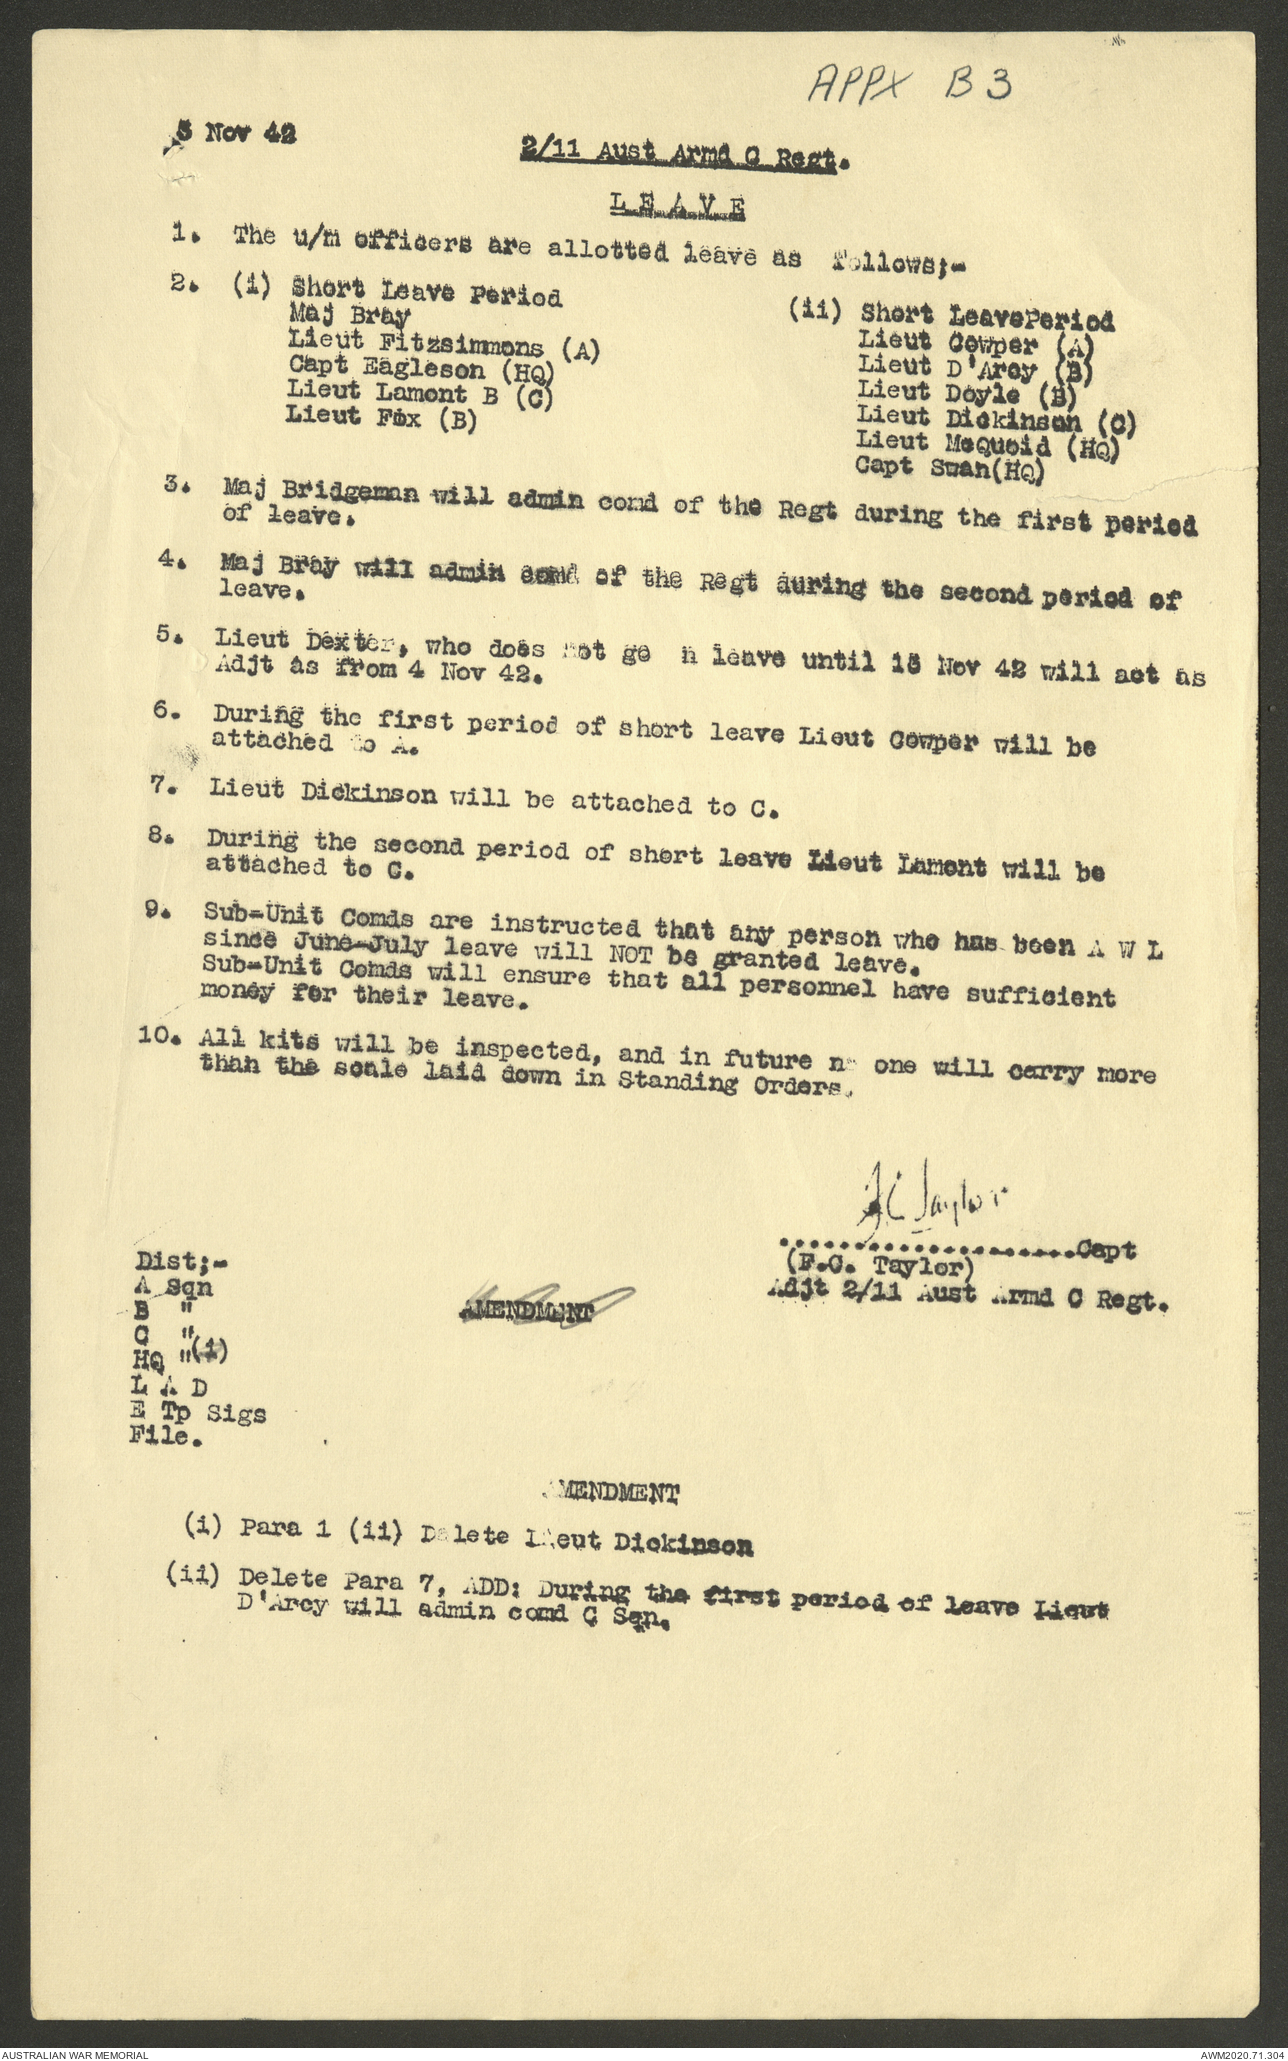 APPX B 3
3 Nov 42
2/11 Aust Armd C Regt.
L E A V E
1. The u/m officers are allotted leave as follows;-
2. (i) Short Leave Period
Maj Bray
Lieut Fitzsimmons (A)
Capt Eagleson (HQ)
Lieut Lamont B (C)
Lieut Fox (B)
(ii) Short LeavePeriod
Lieut Cowper (A)
Lieut D'Arcy (B)
Lieut Doyle (B)
Lieut Dickinson (C)
Lieut McQuoid (HQ)
Capt Swan(HQ)
3. Maj Bridgeman will admin comd of the Regt during the first period
of leave.
4. Maj Bray will admin comd of the Regt during the second period of
leave.
5. Lieut Dexter, who does not go n leave until 15 Nov 42 will act as
Adjt as from 4 Nov 42.
6. During the first period of short leave Lieut Cowper will be
attached to A.
7. Lieut Dickinson will be attached to C.
8. During the second period of short leave Lieut Lamont will be
attached to C.
9. Sub-Unit Comds are instructed that any person who has been A W L
since June-July leave will NOT be granted leave.
Sub-Unit Comds will ensure that all personnel have sufficient
money for their leave.
10. All kits will be inspected, and in future no one will carry more
than the scale laid down in Standing Orders.
F C Taylor
.....................Capt
(F.C. Taylor)
Adjt 2/11 Aust Armd C Regt.
Dist;-
A Sqn
B "
C "
HQ "(1)
L A D
E Tp Sigs
File.
AMENDMENT
AMENDMENT
(i) Para 1 (ii) Delete Lieut Dickinson
(ii) Delete Para 7, ADD: During the first period of leave Lieut
D'Arcy will admin comd C Sqn.
AUSTRALIAN WAR MEMORIAL
AWM2020.71.304